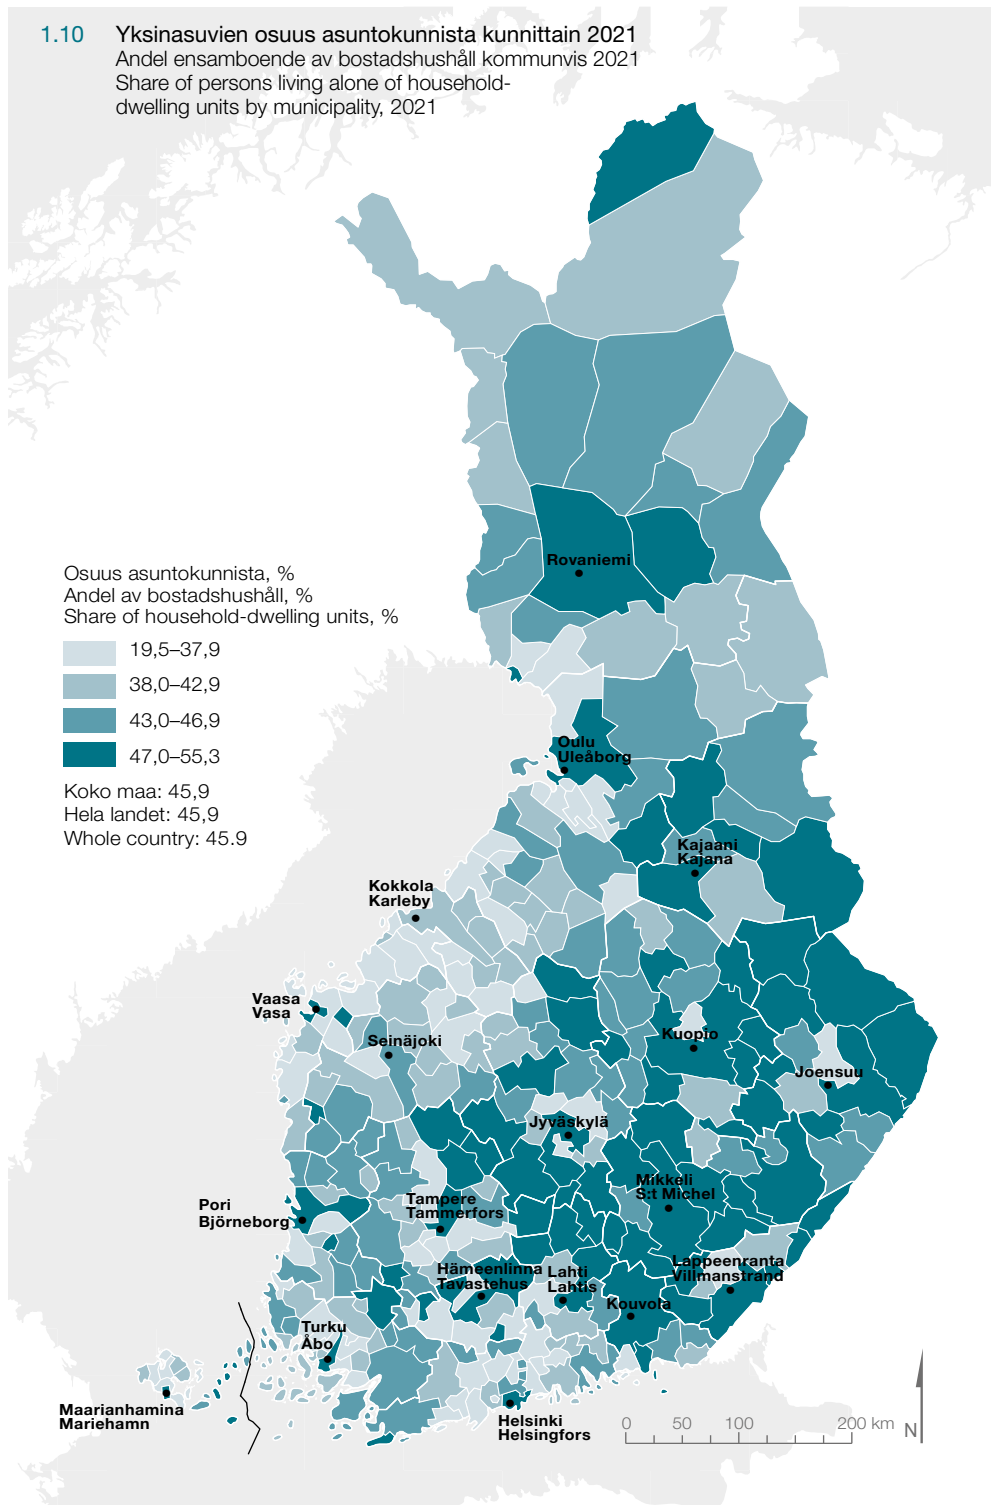 1.10 Yksinasuvien osuus asuntokunnista kunnittain 2021
Andel ensamboende av bostadshushåll kommunvis 2021
Share of persons living alone of household-
dwelling units by municipality, 2021
Rovaniemi
Osuus asuntokunnista, %
Andel av bostadshushåll, %
Share of household-dwelling units, %
19,5–37,9
38,0–42,9
43,0–46,9
47,0–55,3
Koko maa: 45,9
Hela landet: 45,9
Whole country: 45.9
Oulu
Uleåborg
Kajaani
Kajana
Kokkola
Karleby
Vaasa
Vasa
Seinäjoki
Kuopio
Joensuu
Jyväskylä
Mikkeli
S:t Michel
Pori
Björneborg
Tampere
Tammerfors
Hämeenlinna
Tavastehus
Lahti
Lahtis
Lappeenranta
Villmanstrand
Kouvola
Turku
Åbo
Maarianhamina
Mariehamn
Helsinki
Helsingfors
0 50 100 200 km
N